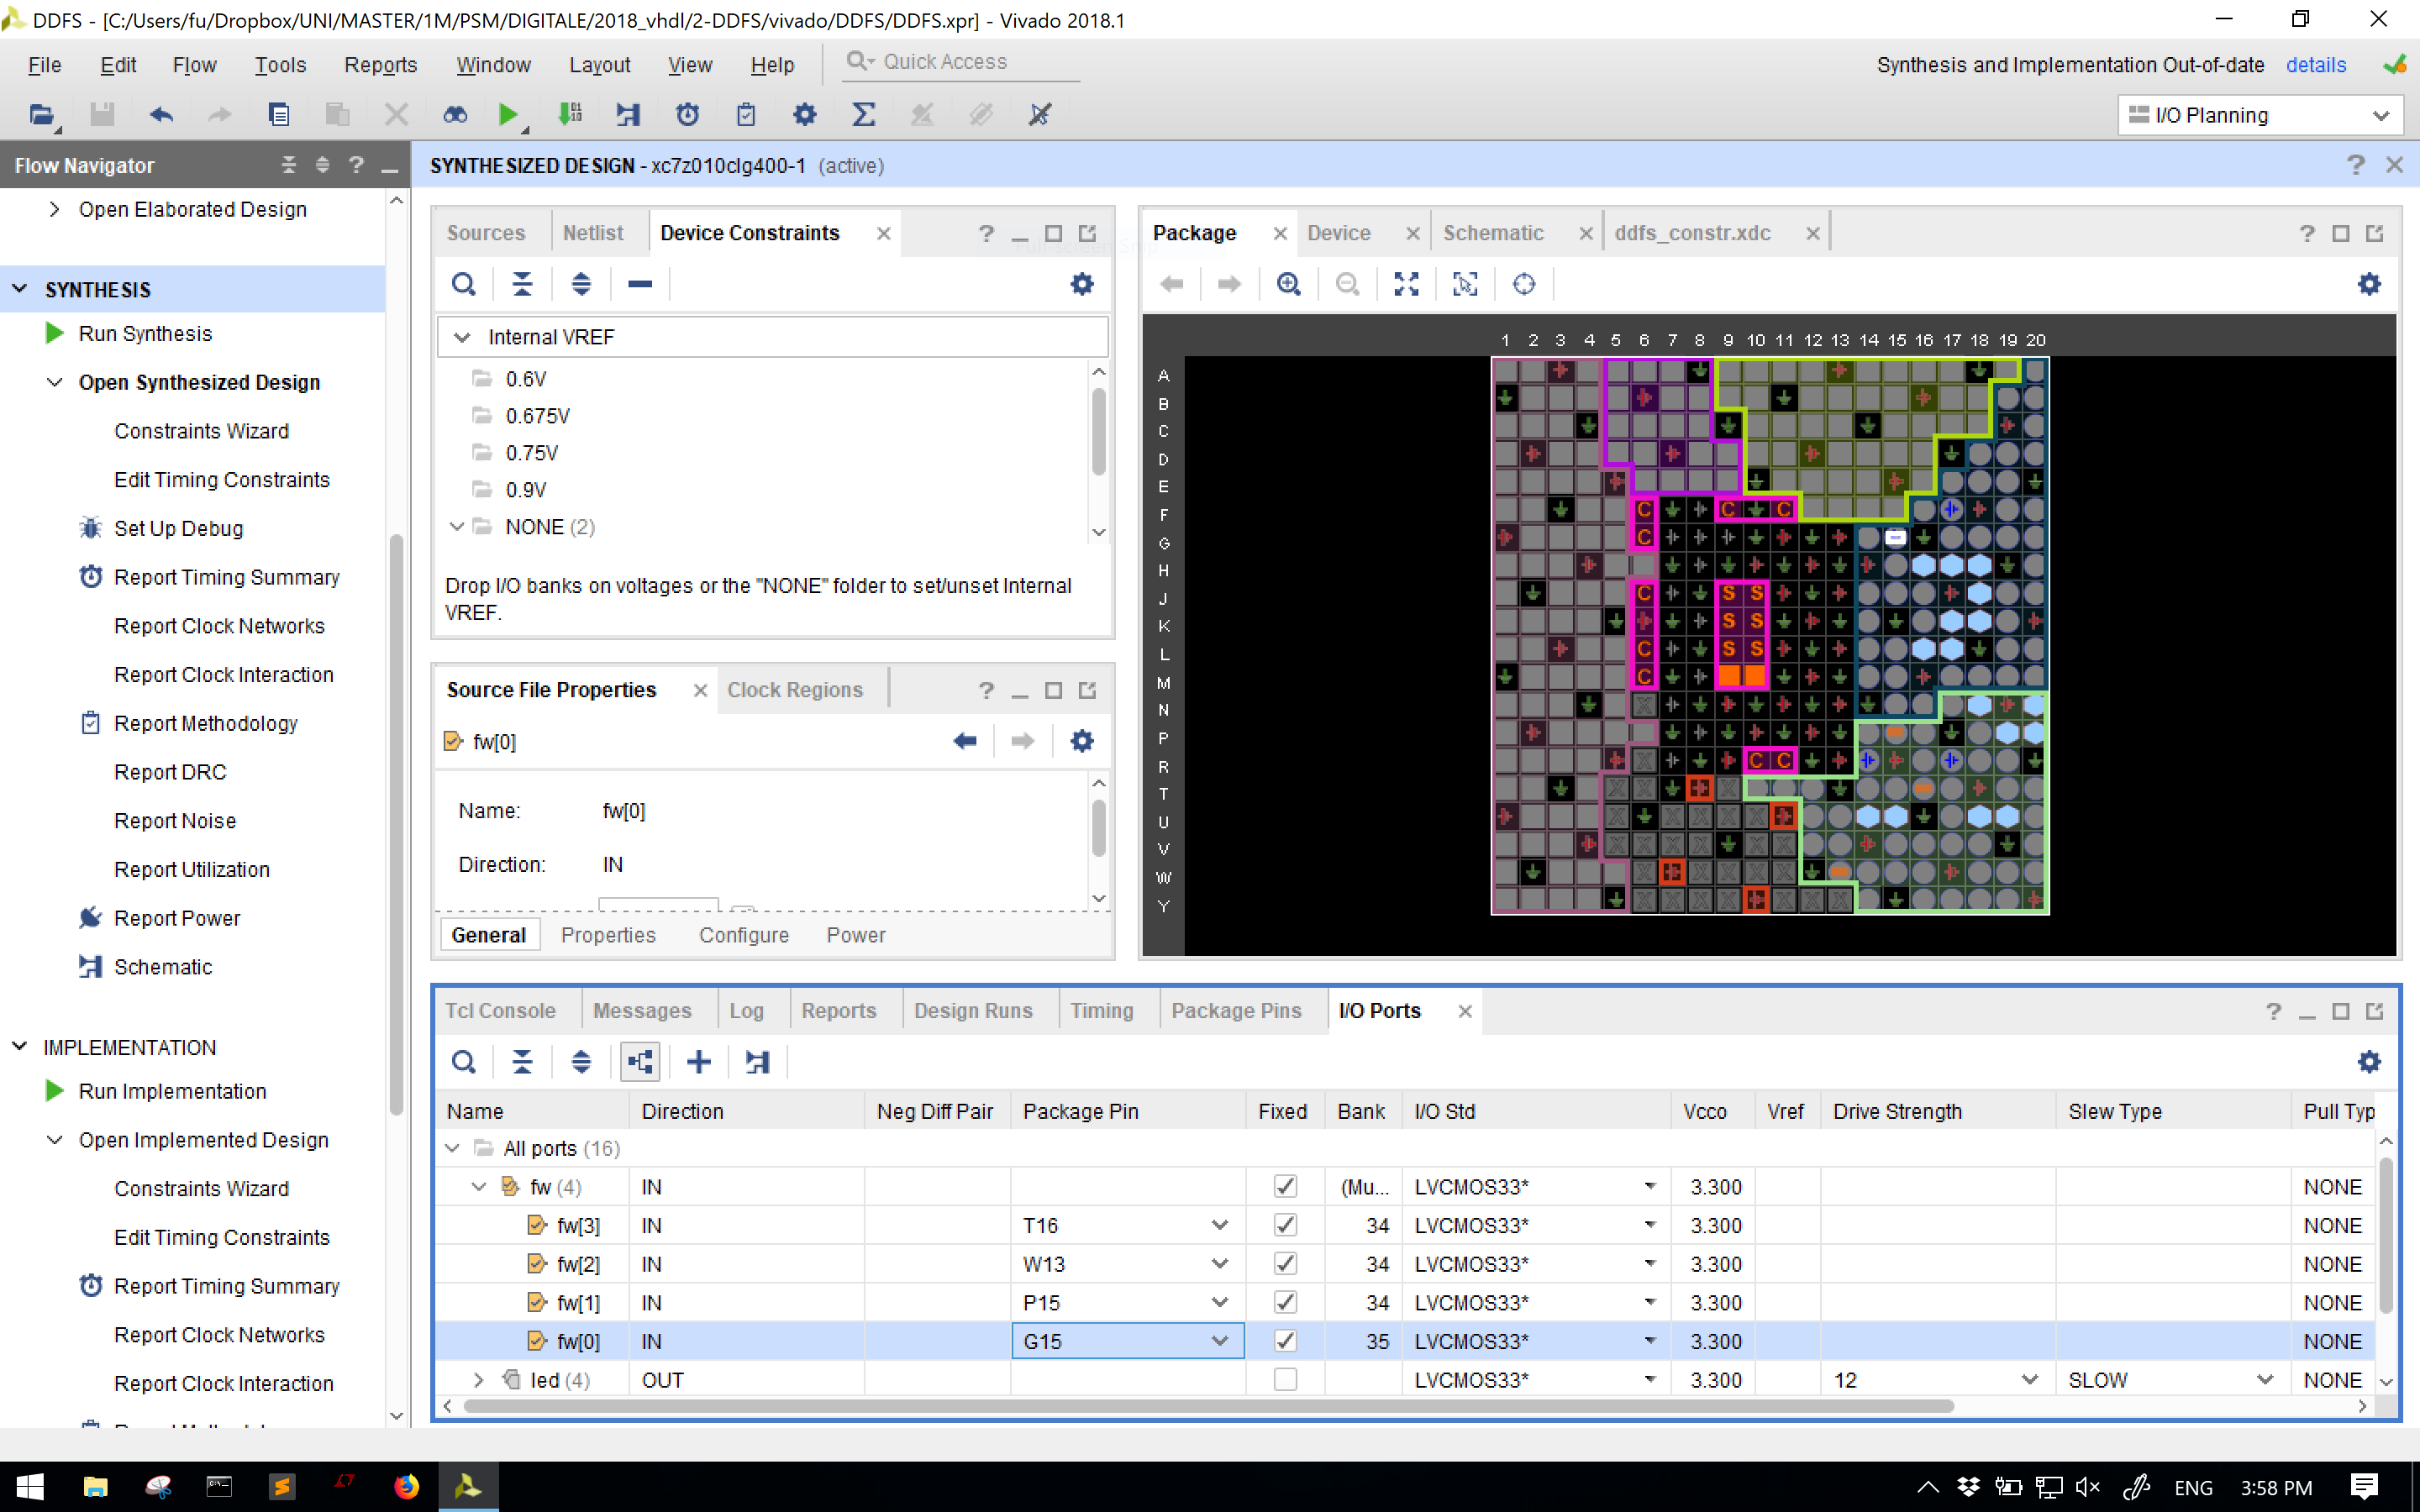 DDFS - [C:/Users/fu/Dropbox/UNI/MASTER/1M/PSM/DIGITALE/2018_vhdl/2-DDFS/vivado/DDFS/DDFS.xpr] - Vivado 2018.1
File Edit Flow Tools Reports Window Layout View Help Quick Access
Synthesis and Implementation Out-of-date details
I/O Planning
Flow Navigator
SYNTHESIZED DESIGN - xc7z010clg400-1 (active)
Open Elaborated Design
SYNTHESIS
Run Synthesis
Open Synthesized Design
Constraints Wizard
Edit Timing Constraints
Set Up Debug
Report Timing Summary
Report Clock Networks
Report Clock Interaction
Report Methodology
Report DRC
Report Noise
Report Utilization
Report Power
Schematic
IMPLEMENTATION
Run Implementation
Open Implemented Design
Constraints Wizard
Edit Timing Constraints
Report Timing Summary
Report Clock Networks
Report Clock Interaction
Sources Netlist Device Constraints
Internal VREF
0.6V
0.675V
0.75V
0.9V
NONE (2)
Drop I/O banks on voltages or the "NONE" folder to set/unset Internal
VREF.
Source File Properties Clock Regions
fw[0]
Name: fw[0]
Direction: IN
General Properties Configure Power
Package Device Schematic ddfs_constr.xdc
1 2 3 4 5 6 7 8 9 10 11 12 13 14 15 16 17 18 19 20
A
B
C
D
E
F C C C
G C
H
J C S S
K S S
L C S S
M C
N
P
R C C
T
U
V
W
Y
Tcl Console Messages Log Reports Design Runs Timing Package Pins I/O Ports
Name Direction Neg Diff Pair Package Pin Fixed Bank I/O Std Vcco Vref Drive Strength Slew Type Pull Typ
All ports (16)
fw (4) IN (Mu... LVCMOS33* 3.300 NONE
fw[3] IN T16 34 LVCMOS33* 3.300 NONE
fw[2] IN W13 34 LVCMOS33* 3.300 NONE
fw[1] IN P15 34 LVCMOS33* 3.300 NONE
fw[0] IN G15 35 LVCMOS33* 3.300 NONE
led (4) OUT LVCMOS33* 3.300 12 SLOW NONE
ENG 3:58 PM